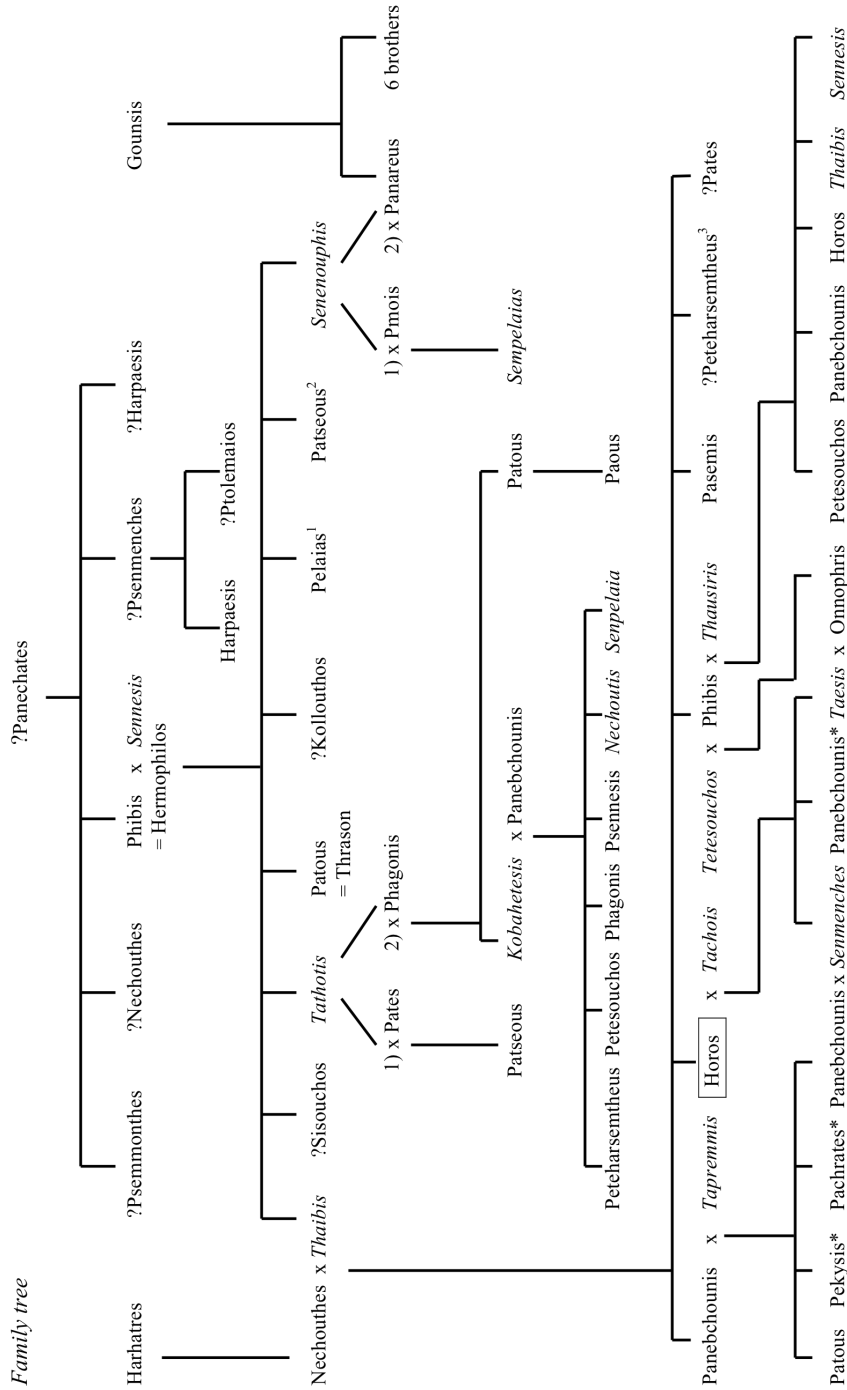 Family tree
?Panechates
Harhatres ?Psemmonthes ?Nechouthes Phibis x Sennesis ?Psenmenches ?Harpaesis Gounsis
= Hermophilos
Harpaesis ?Ptolemaios
Nechouthes x Thaibis ?Sisouchos Tathotis Patous ?Kollouthos Pelaias¹ Patseous² Senenouphis
= Thrason
1) x Pates 2) x Phagonis 1) x Pmois 2) x Panareus 6 brothers
Patseous Kobahetesis x Panebchounis Patous Sempelaias
Peteharsemtheus Petesouchos Phagonis Psennesis Nechoutis Senpelaia Paous
Panebchounis x Tapremmis Horos x Tachois Tetesouchos x Phibis x Thausiris Pasemis ?Peteharsemtheus³ ?Pates
Patous Pekysis* Pachrates* Panebchounis x Senmenches Panebchounis* Taesis x Onnophris Petesouchos Panebchounis Horos Thaibis Sennesis